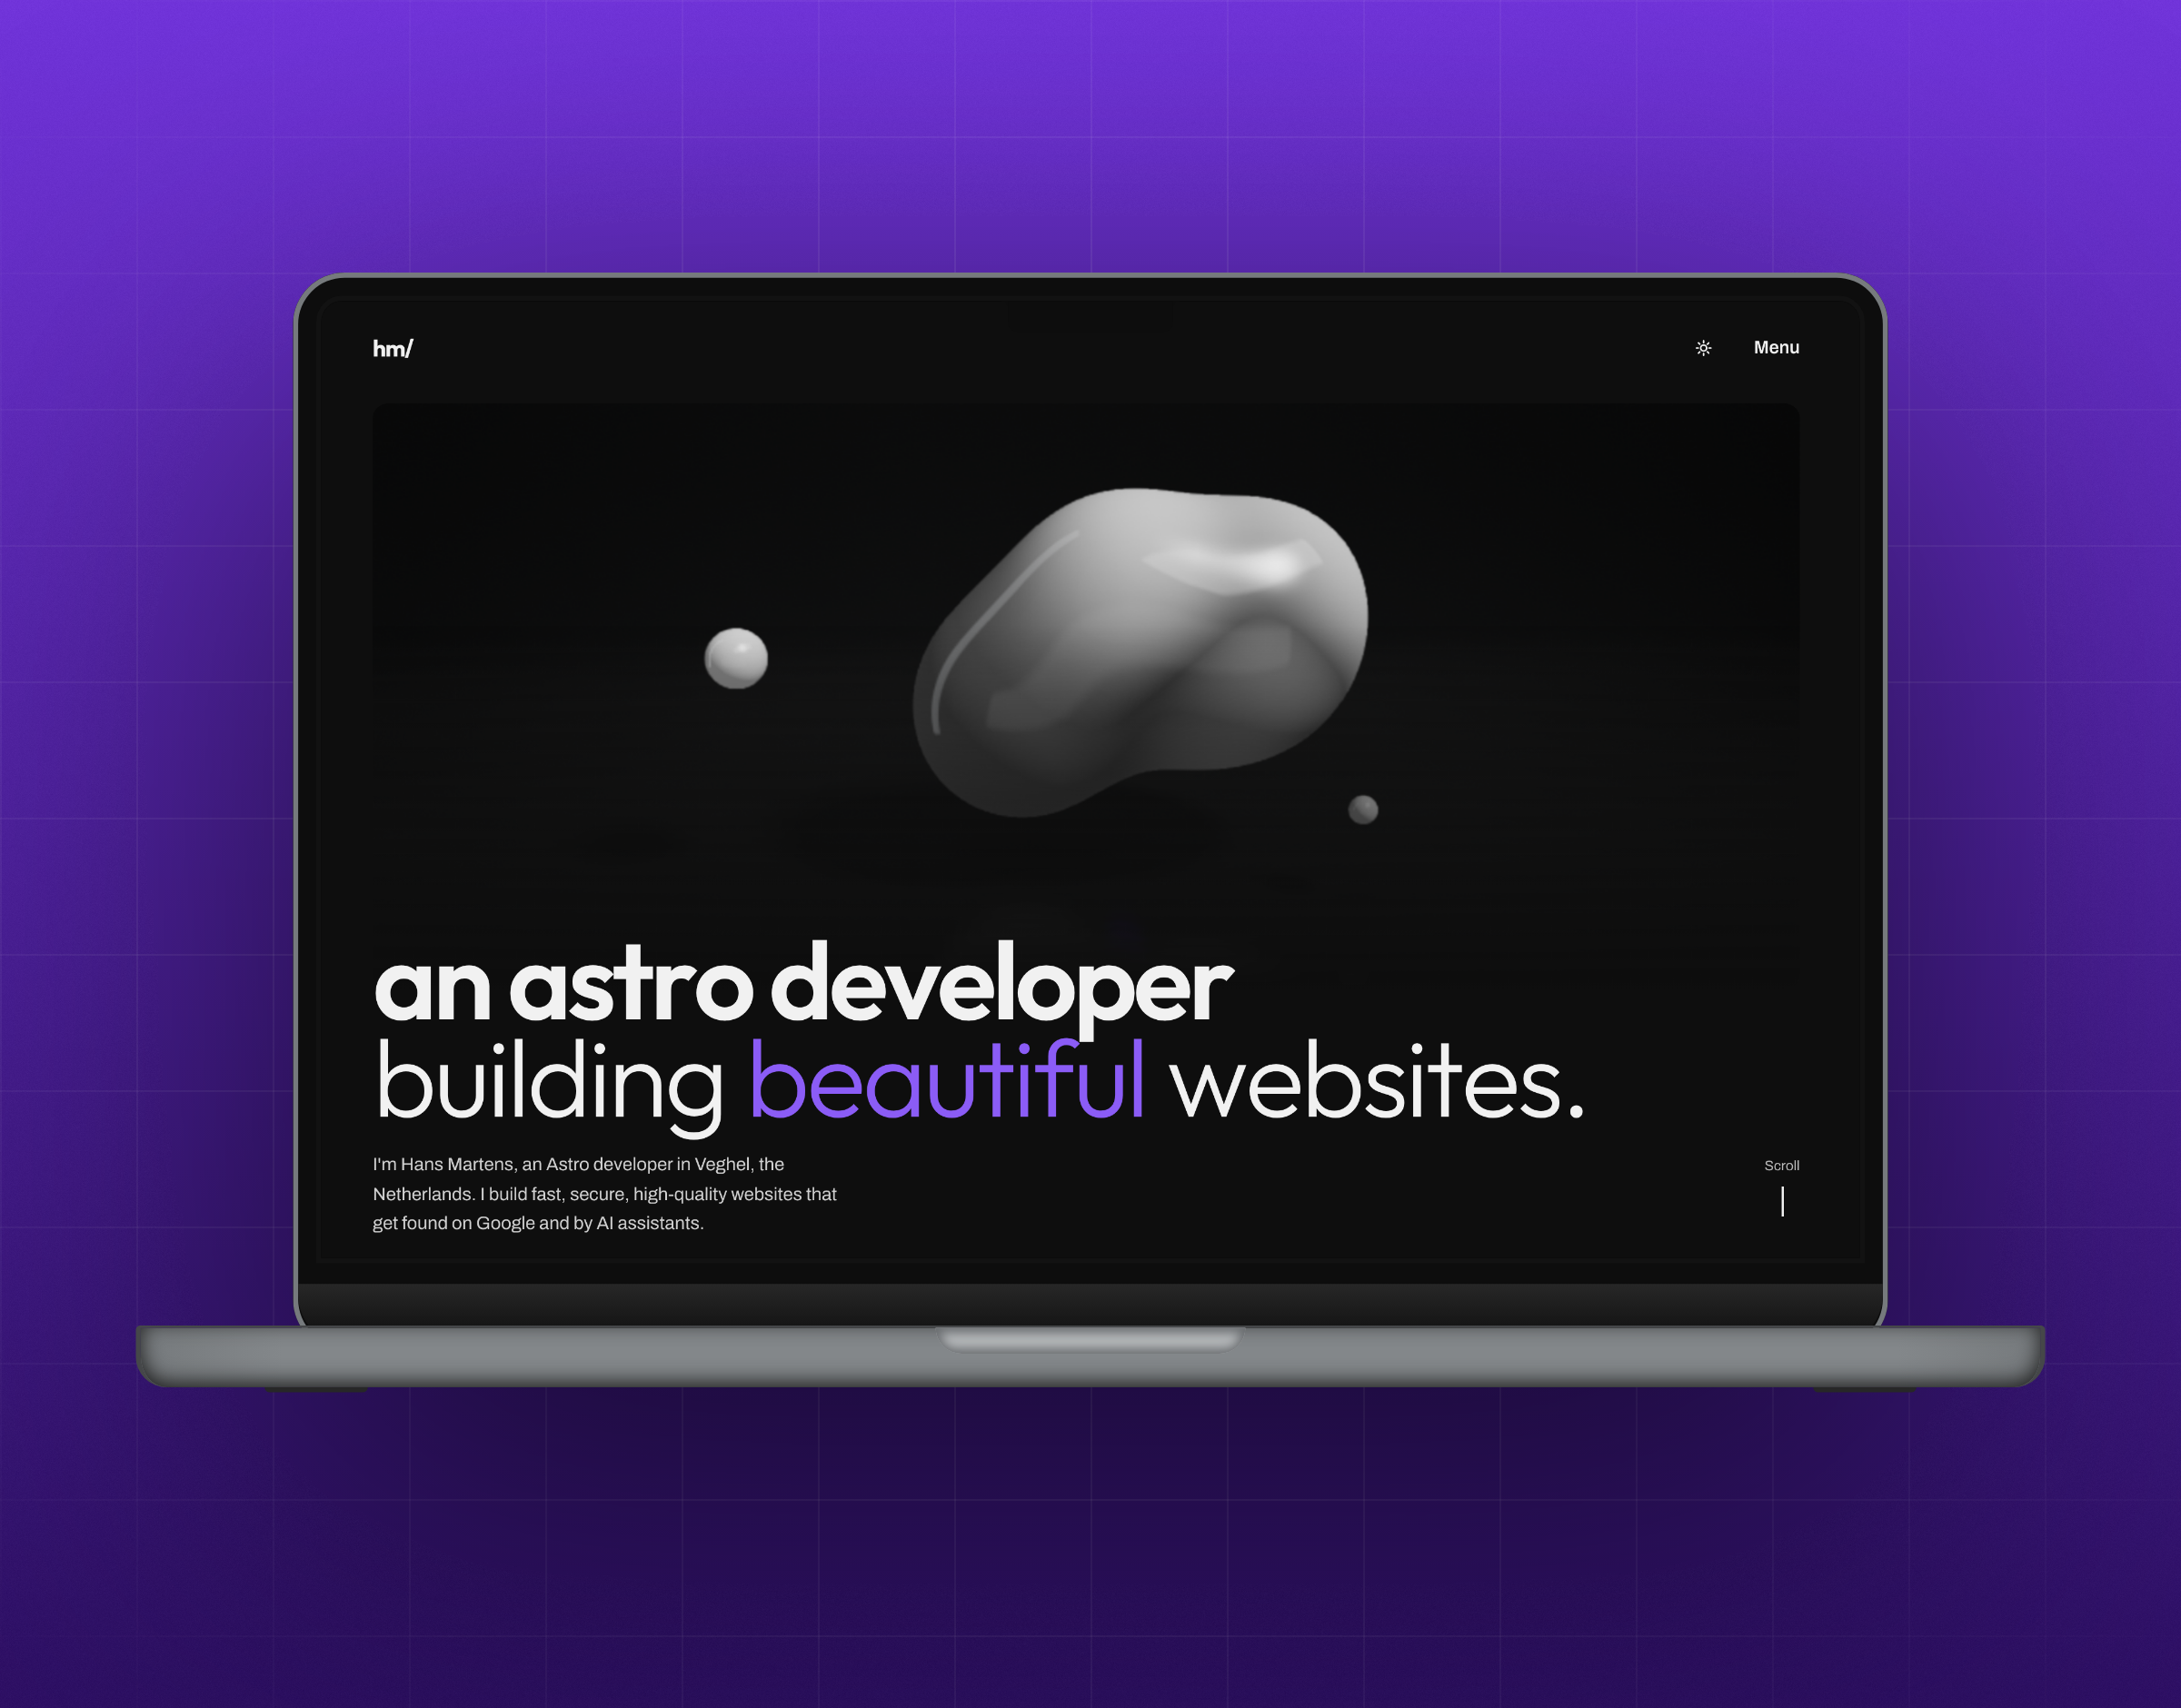 hm/
Menu
an astro developer
building beautiful websites.
I'm Hans Martens, an Astro developer in Veghel, the
Netherlands. I build fast, secure, high-quality websites that
get found on Google and by AI assistants.
Scroll